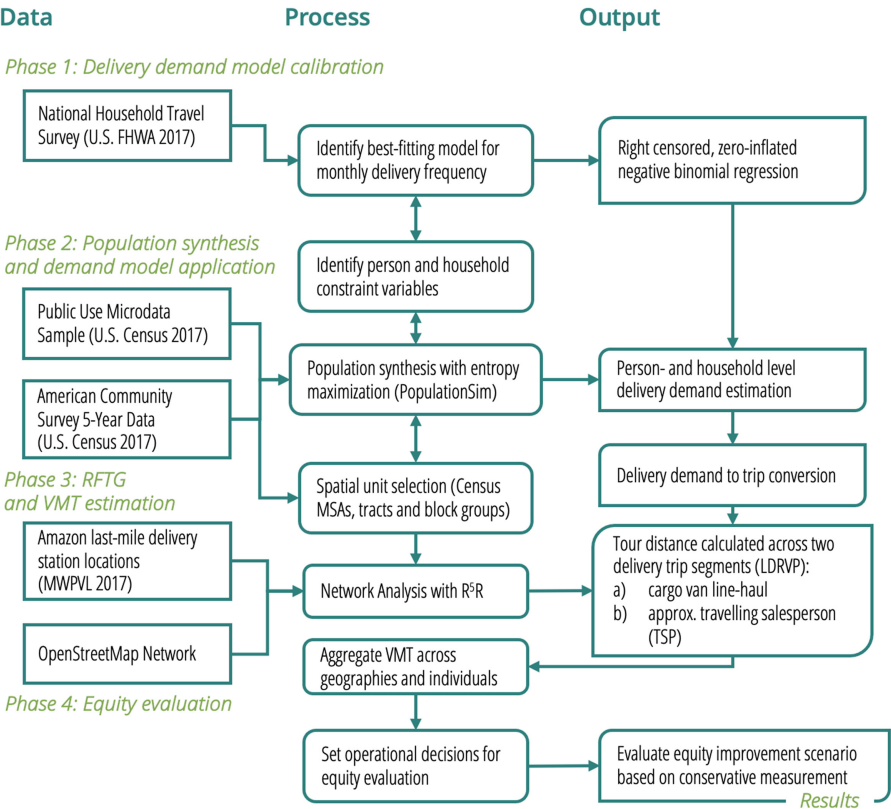 Data
Process
Output
Phase 1: Delivery demand model calibration
National Household Travel
Survey (U.S. FHWA 2017)
Identify best-fitting model for
monthly delivery frequency
Right censored, zero-inflated
negative binomial regression
Phase 2: Population synthesis
and demand model application
Identify person and household
constraint variables
Public Use Microdata
Sample (U.S. Census 2017)
Population synthesis with entropy
maximization (PopulationSim)
Person- and household level
delivery demand estimation
American Community
Survey 5-Year Data
(U.S. Census 2017)
Phase 3: RFTG
and VMT estimation
Spatial unit selection (Census
MSAs, tracts and block groups)
Delivery demand to trip conversion
Amazon last-mile delivery
station locations
(MWPVL 2017)
Network Analysis with R⁵R
Tour distance calculated across two
delivery trip segments (LDRVP):
a) cargo van line-haul
b) approx. travelling salesperson
(TSP)
OpenStreetMap Network
Aggregate VMT across
geographies and individuals
Phase 4: Equity evaluation
Set operational decisions for
equity evaluation
Evaluate equity improvement scenario
based on conservative measurement
Results